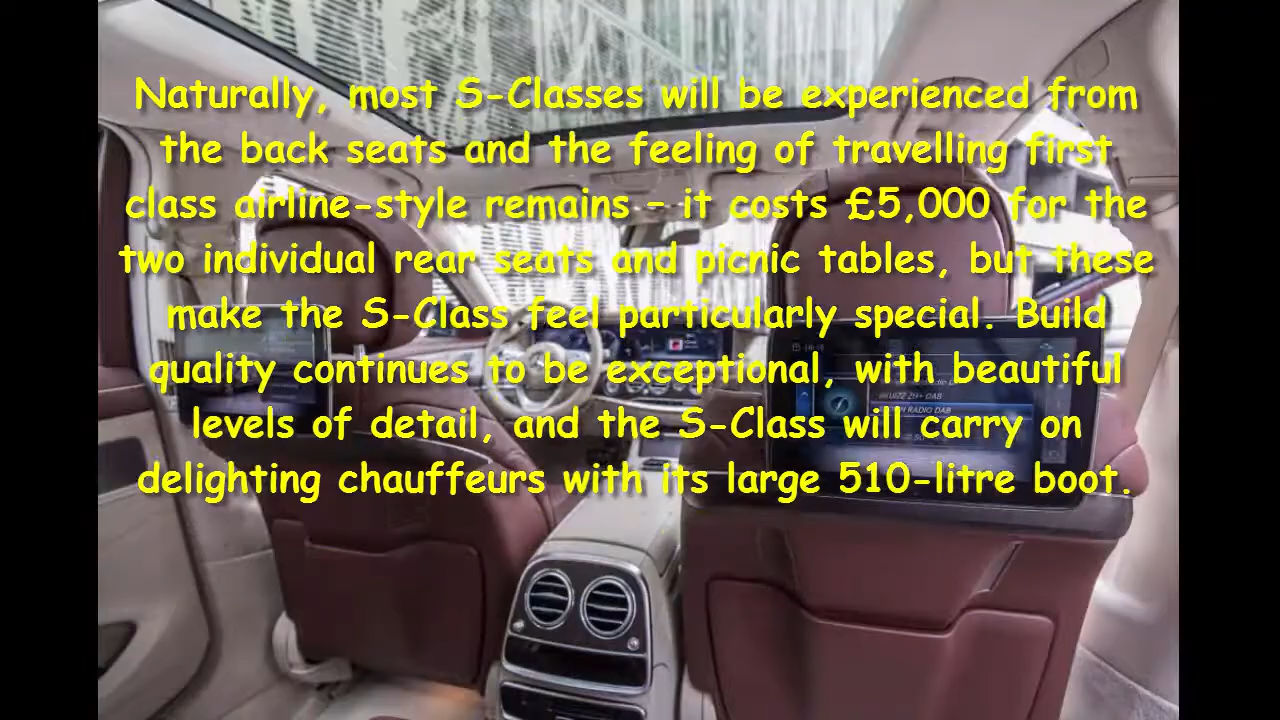 Naturally, most S-Classes will be experienced from
the back seats and the feeling of travelling first
class airline-style remains – it costs £5,000 for the
two individual rear seats and picnic tables, but these
make the S-Class feel particularly special. Build
quality continues to be exceptional, with beautiful
levels of detail, and the S-Class will carry on
delighting chauffeurs with its large 510-litre boot.
RADIO DAB